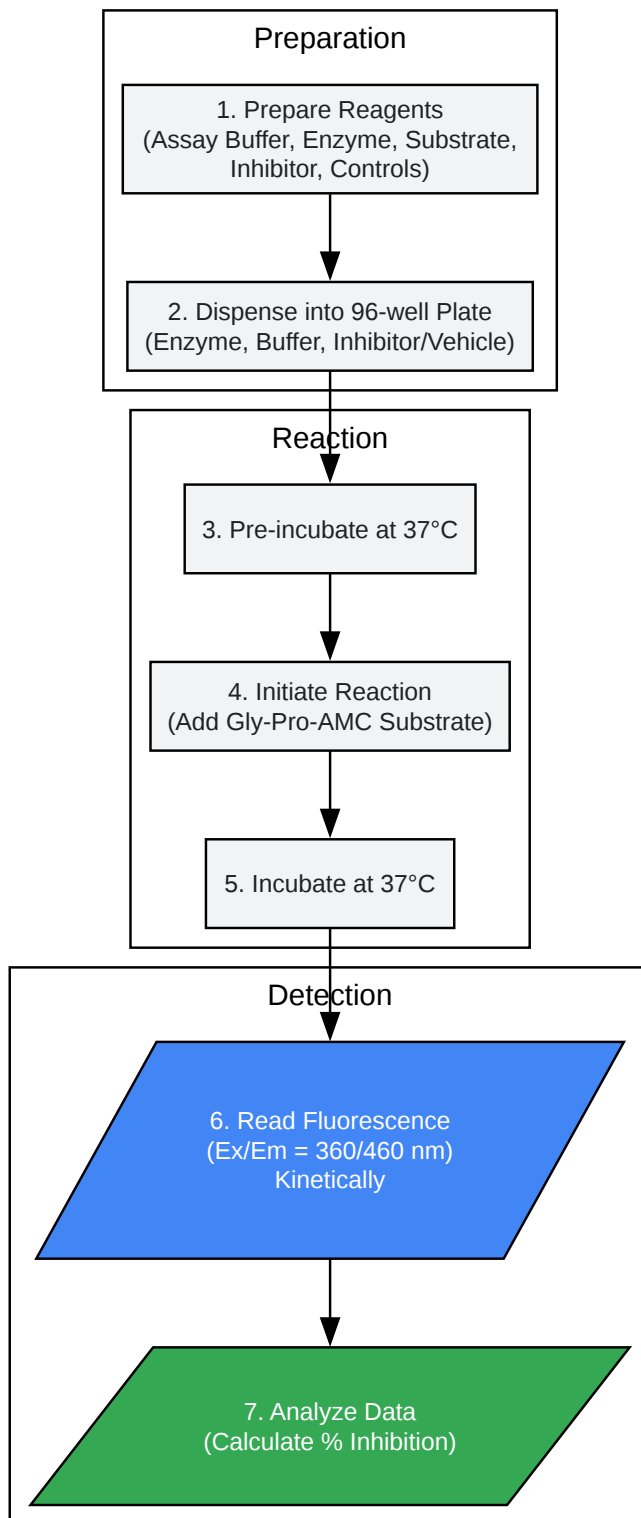 Preparation
1. Prepare Reagents
(Assay Buffer, Enzyme, Substrate,
Inhibitor, Controls)
2. Dispense into 96-well Plate
(Enzyme, Buffer, Inhibitor/Vehicle)
Reaction
3. Pre-incubate at 37°C
4. Initiate Reaction
(Add Gly-Pro-AMC Substrate)
5. Incubate at 37°C
Detection
6. Read Fluorescence
(Ex/Em = 360/460 nm)
Kinetically
7. Analyze Data
(Calculate % Inhibition)